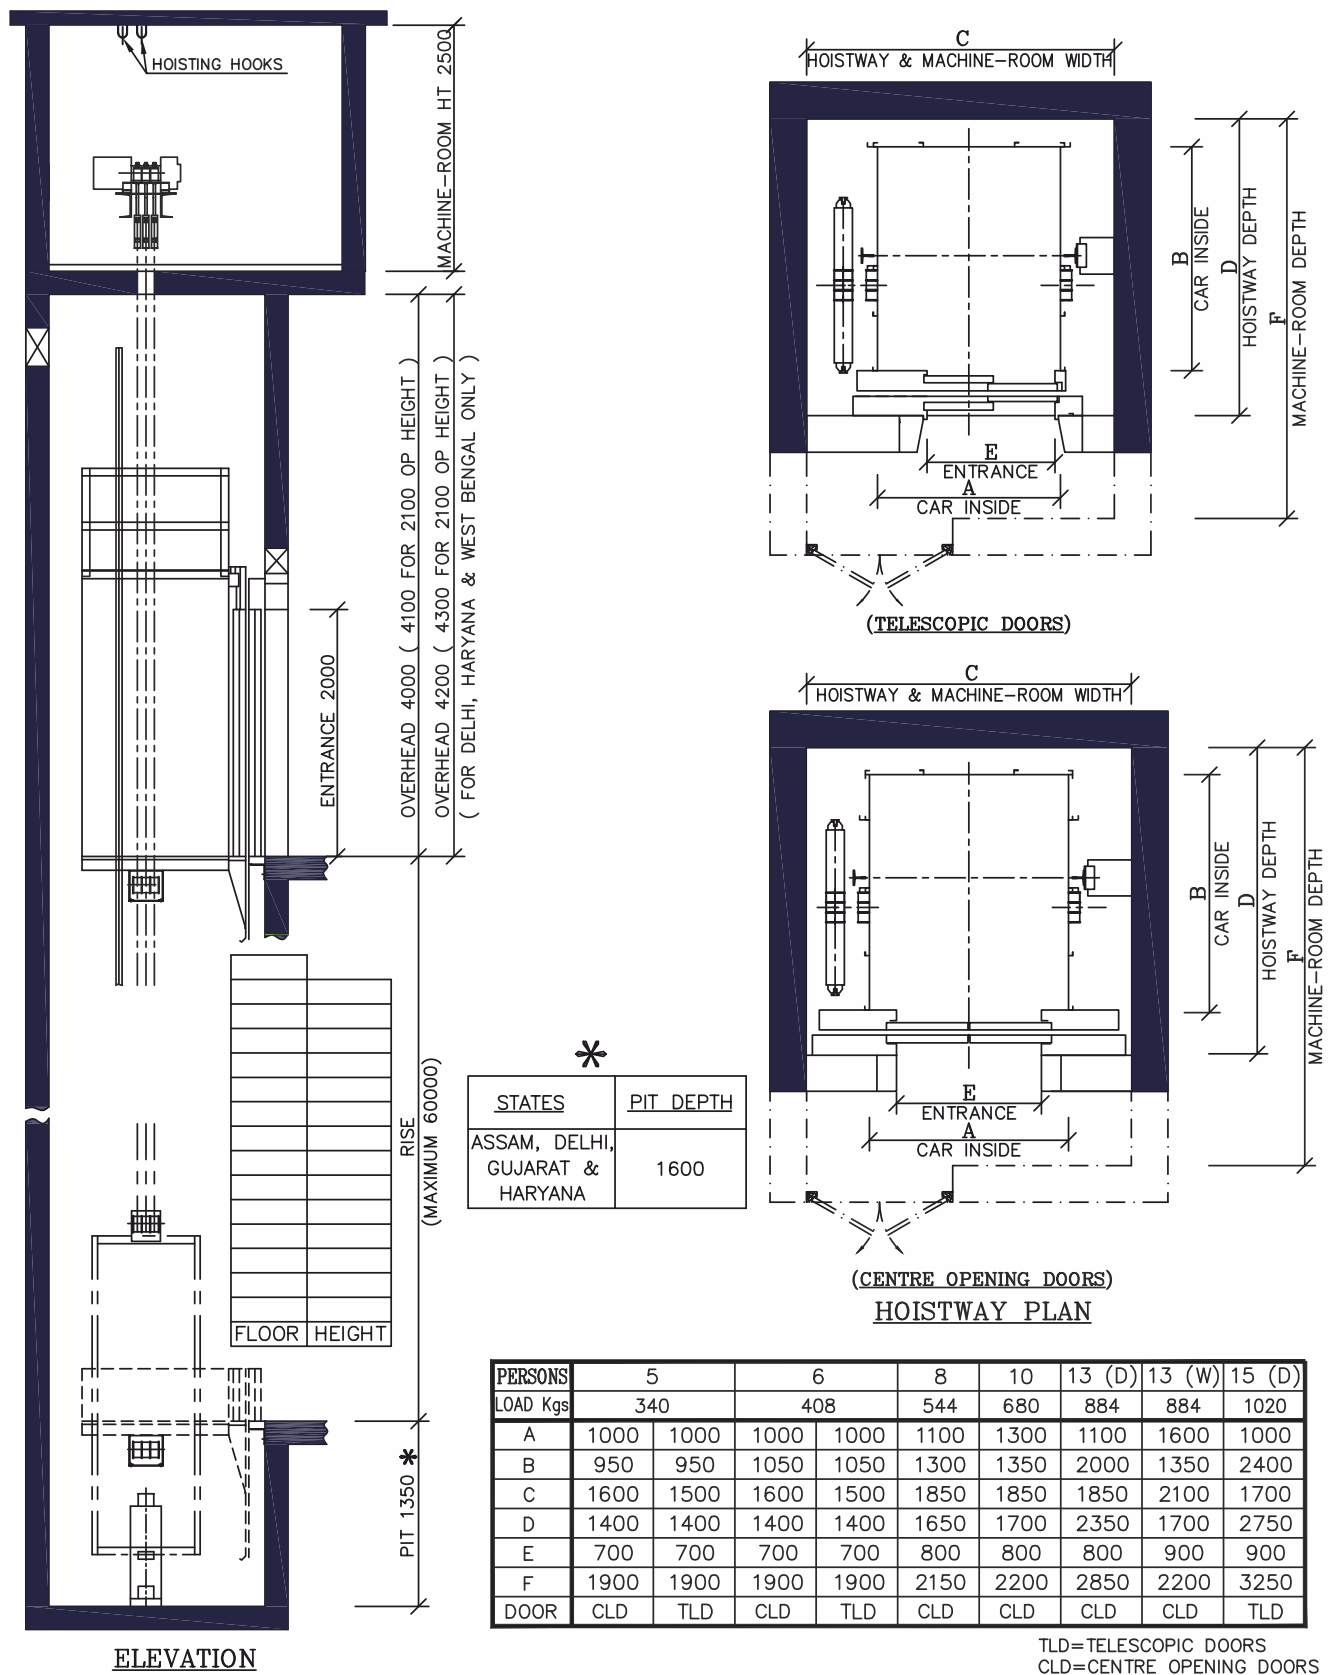 HOISTING HOOKS
MACHINE-ROOM HT 2500
OVERHEAD 4000 ( 4100 FOR 2100 OP HEIGHT )
OVERHEAD 4200 ( 4300 FOR 2100 OP HEIGHT )
( FOR DELHI, HARYANA & WEST BENGAL ONLY )
ENTRANCE 2000
RISE
(MAXIMUM 60000)
FLOOR HEIGHT
PIT 1350 *
ELEVATION
*
STATES PIT DEPTH
ASSAM, DELHI,
GUJARAT &
HARYANA
1600
C
HOISTWAY & MACHINE-ROOM WIDTH
B
CAR INSIDE
D
HOISTWAY DEPTH
F
MACHINE-ROOM DEPTH
E
ENTRANCE
A
CAR INSIDE
(TELESCOPIC DOORS)
C
HOISTWAY & MACHINE-ROOM WIDTH
B
CAR INSIDE
D
HOISTWAY DEPTH
F
MACHINE-ROOM DEPTH
E
ENTRANCE
A
CAR INSIDE
(CENTRE OPENING DOORS)
HOISTWAY PLAN
PERSONS 5 6 8 10 13 (D) 13 (W) 15 (D)
LOAD Kgs 340 408 544 680 884 884 1020
A 1000 1000 1000 1000 1100 1300 1100 1600 1000
B 950 950 1050 1050 1300 1350 2000 1350 2400
C 1600 1500 1600 1500 1850 1850 1850 2100 1700
D 1400 1400 1400 1400 1650 1700 2350 1700 2750
E 700 700 700 700 800 800 800 900 900
F 1900 1900 1900 1900 2150 2200 2850 2200 3250
DOOR CLD TLD CLD TLD CLD CLD CLD CLD TLD
TLD=TELESCOPIC DOORS
CLD=CENTRE OPENING DOORS